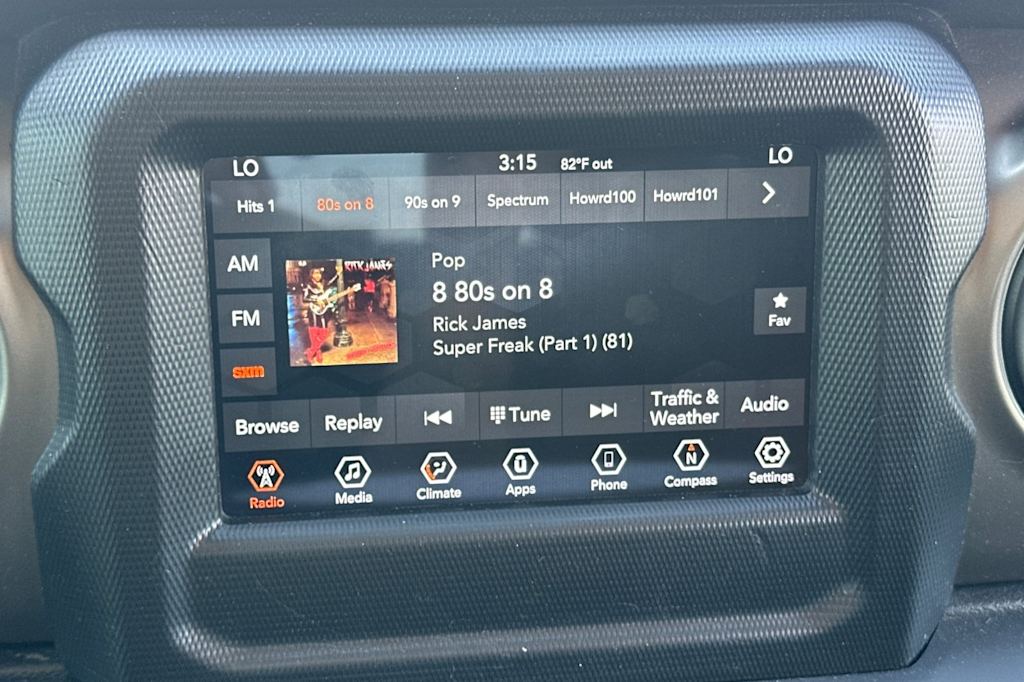 LO 3:15 82°F out LO
Hits 1 80s on 8 90s on 9 Spectrum Howrd100 Howrd101
AM
FM
sxm
RICK JAMES
Pop
8 80s on 8
Rick James
Super Freak (Part 1) (81)
Fav
Browse Replay Tune Traffic & Weather Audio
N
Radio Media Climate Apps Phone Compass Settings